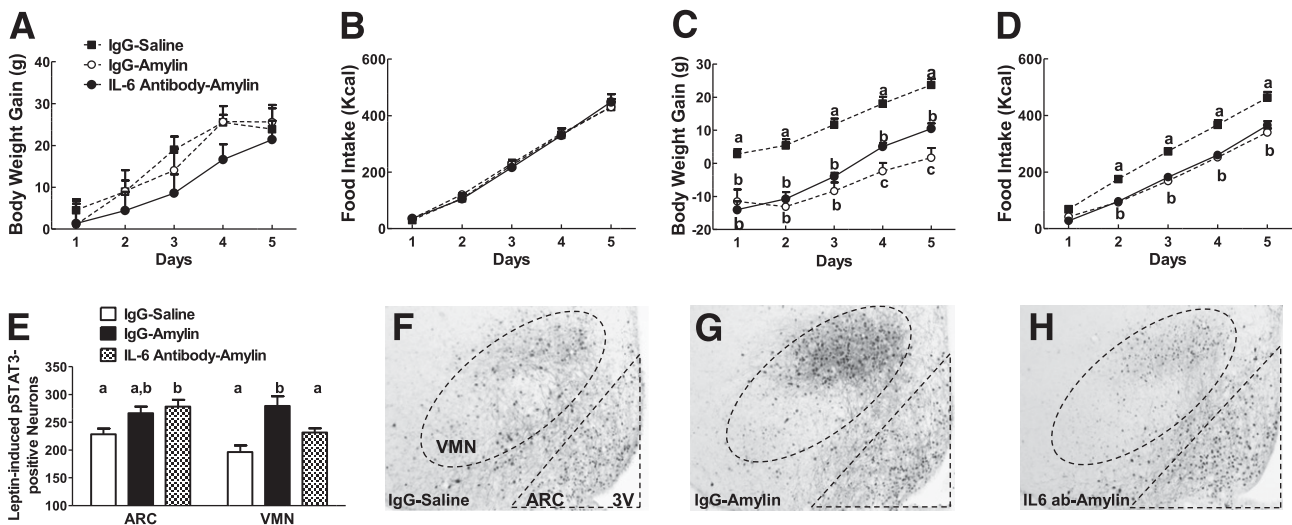 A
IgG-Saline
IgG-Amylin
IL-6 Antibody-Amylin
Body Weight Gain (g)
40
30
20
10
0
1 2 3 4 5
Days
B
Food Intake (Kcal)
600
400
200
0
1 2 3 4 5
Days
C
Body Weight Gain (g)
30
20
10
0
-10
-20
a a a a a
b b b b b
b b b c c
1 2 3 4 5
Days
D
Food Intake (Kcal)
600
400
200
0
a a a a
b b b b
1 2 3 4 5
Days
E
IgG-Saline
IgG-Amylin
IL-6 Antibody-Amylin
Leptin-induced pSTAT3-
positive Neurons
350
300
250
200
150
100
a a,b b a b a
ARC VMN
F
VMN
IgG-Saline ARC 3V
G
IgG-Amylin
H
IL6 ab-Amylin